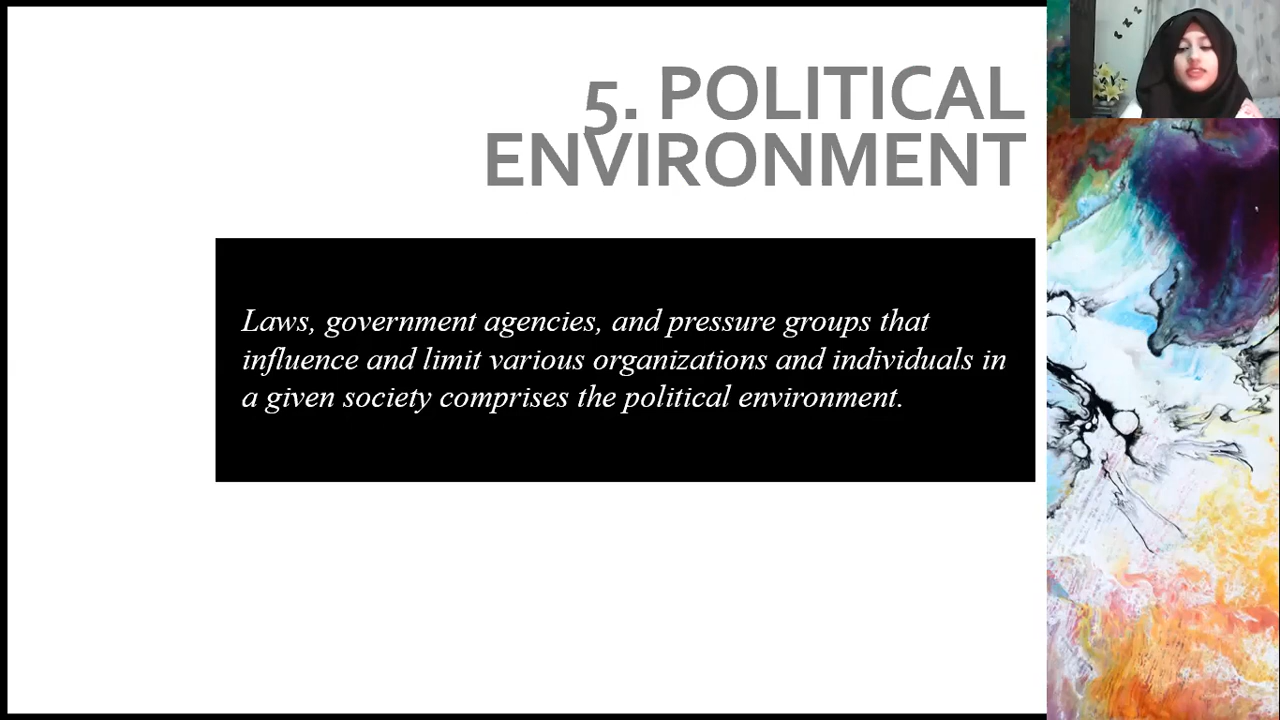 5. POLITICAL
ENVIRONMENT
Laws, government agencies, and pressure groups that
influence and limit various organizations and individuals in
a given society comprises the political environment.